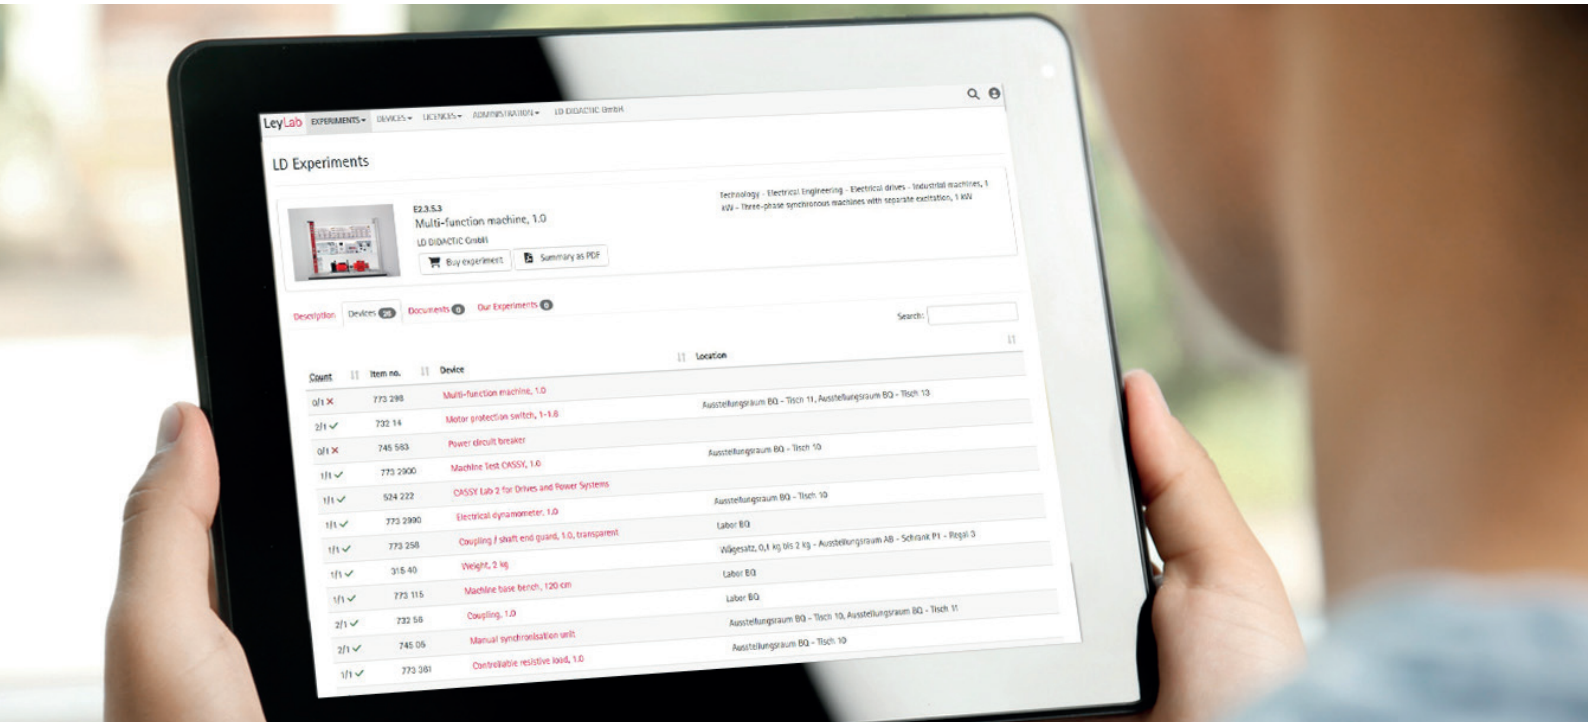 LeyLab EXPERIMENTS DEVICES LICENCES ADMINISTRATION LD DIDACTIC GmbH
LD Experiments
E2.3.5.3
Multi-function machine, 1.0
LD DIDACTIC GmbH
Buy experiment Summary as PDF
Technology - Electrical Engineering - Electrical drives - Industrial machines, 1
kW - Three-phase synchronous machines with separate excitation, 1 kW
Description Devices 26 Documents 0 Our Experiments 0
Search:
Count Item no. Device Location
0/1 ✕ 773 298 Multi-function machine, 1.0
2/1 ✓ 732 14 Motor protection switch, 1-1.6 Ausstellungsraum BQ - Tisch 11, Ausstellungsraum BQ - Tisch 10
0/1 ✕ 745 563 Power circuit breaker
1/1 ✓ 773 2900 Machine Test CASSY, 1.0 Ausstellungsraum BQ - Tisch 10
1/1 ✓ 524 222 CASSY Lab 2 for Drives and Power Systems
1/1 ✓ 773 2990 Electrical dynamometer, 1.0 Ausstellungsraum BQ - Tisch 10
1/1 ✓ 773 258 Coupling / shaft end guard, 1.0, transparent Labor BQ
1/1 ✓ 315 40 Weight, 2 kg Wägesatz, 0,1 kg bis 2 kg - Ausstellungsraum AB - Schrank P1 - Regal 3
1/1 ✓ 773 115 Machine base bench, 120 cm Labor BQ
2/1 ✓ 732 56 Coupling, 1.0 Labor BQ
2/1 ✓ 745 05 Manual synchronisation unit Ausstellungsraum BQ - Tisch 10, Ausstellungsraum BQ - Tisch 11
1/1 ✓ 773 361 Controllable resistive load, 1.0 Ausstellungsraum BQ - Tisch 10